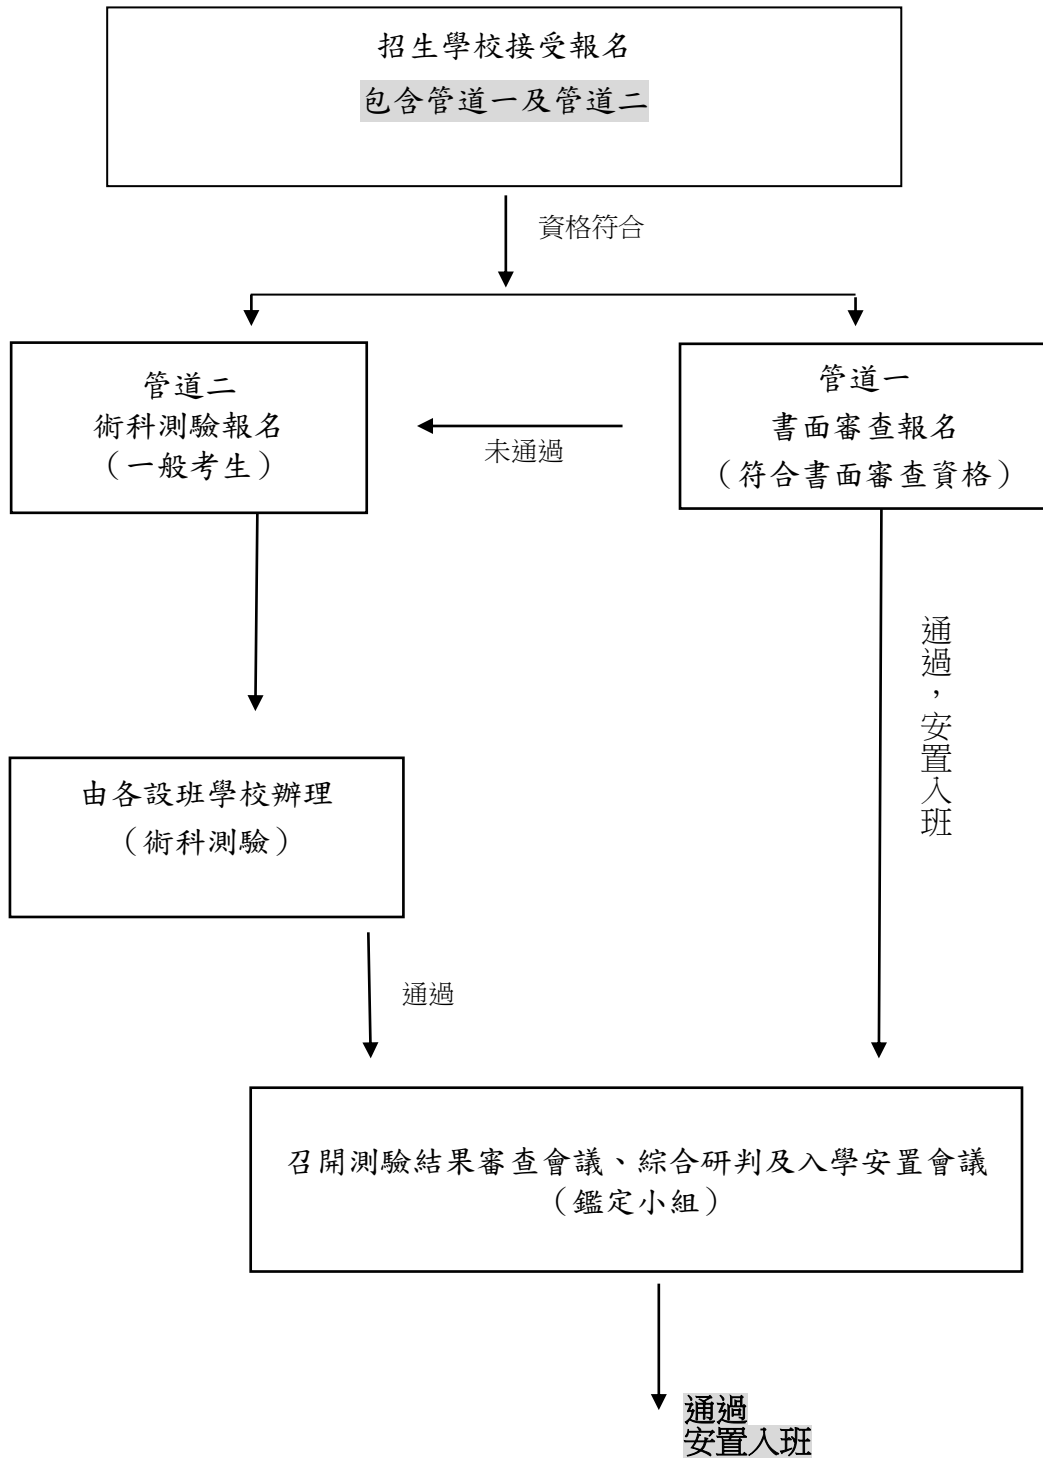 招生學校接受報名
包含管道一及管道二
資格符合
管道二
術科測驗報名
（一般考生）
未通過
管道一
書面審查報名
（符合書面審查資格）
通過，安置入班
由各設班學校辦理
（術科測驗）
通過
召開測驗結果審查會議、綜合研判及入學安置會議
（鑑定小組）
通過
安置入班